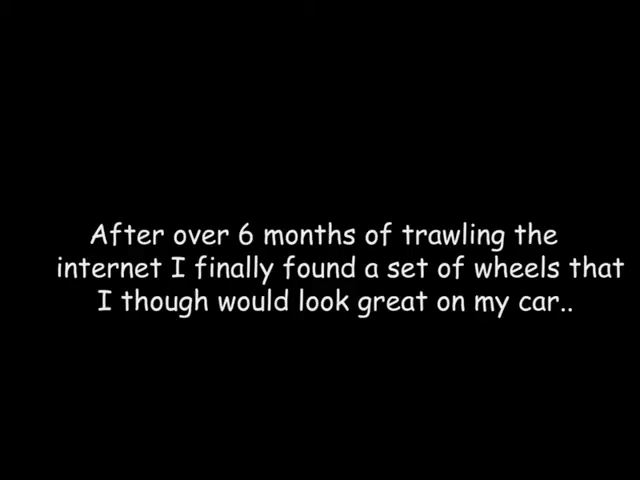 After over 6 months of trawling the
internet I finally found a set of wheels that
I though would look great on my car..